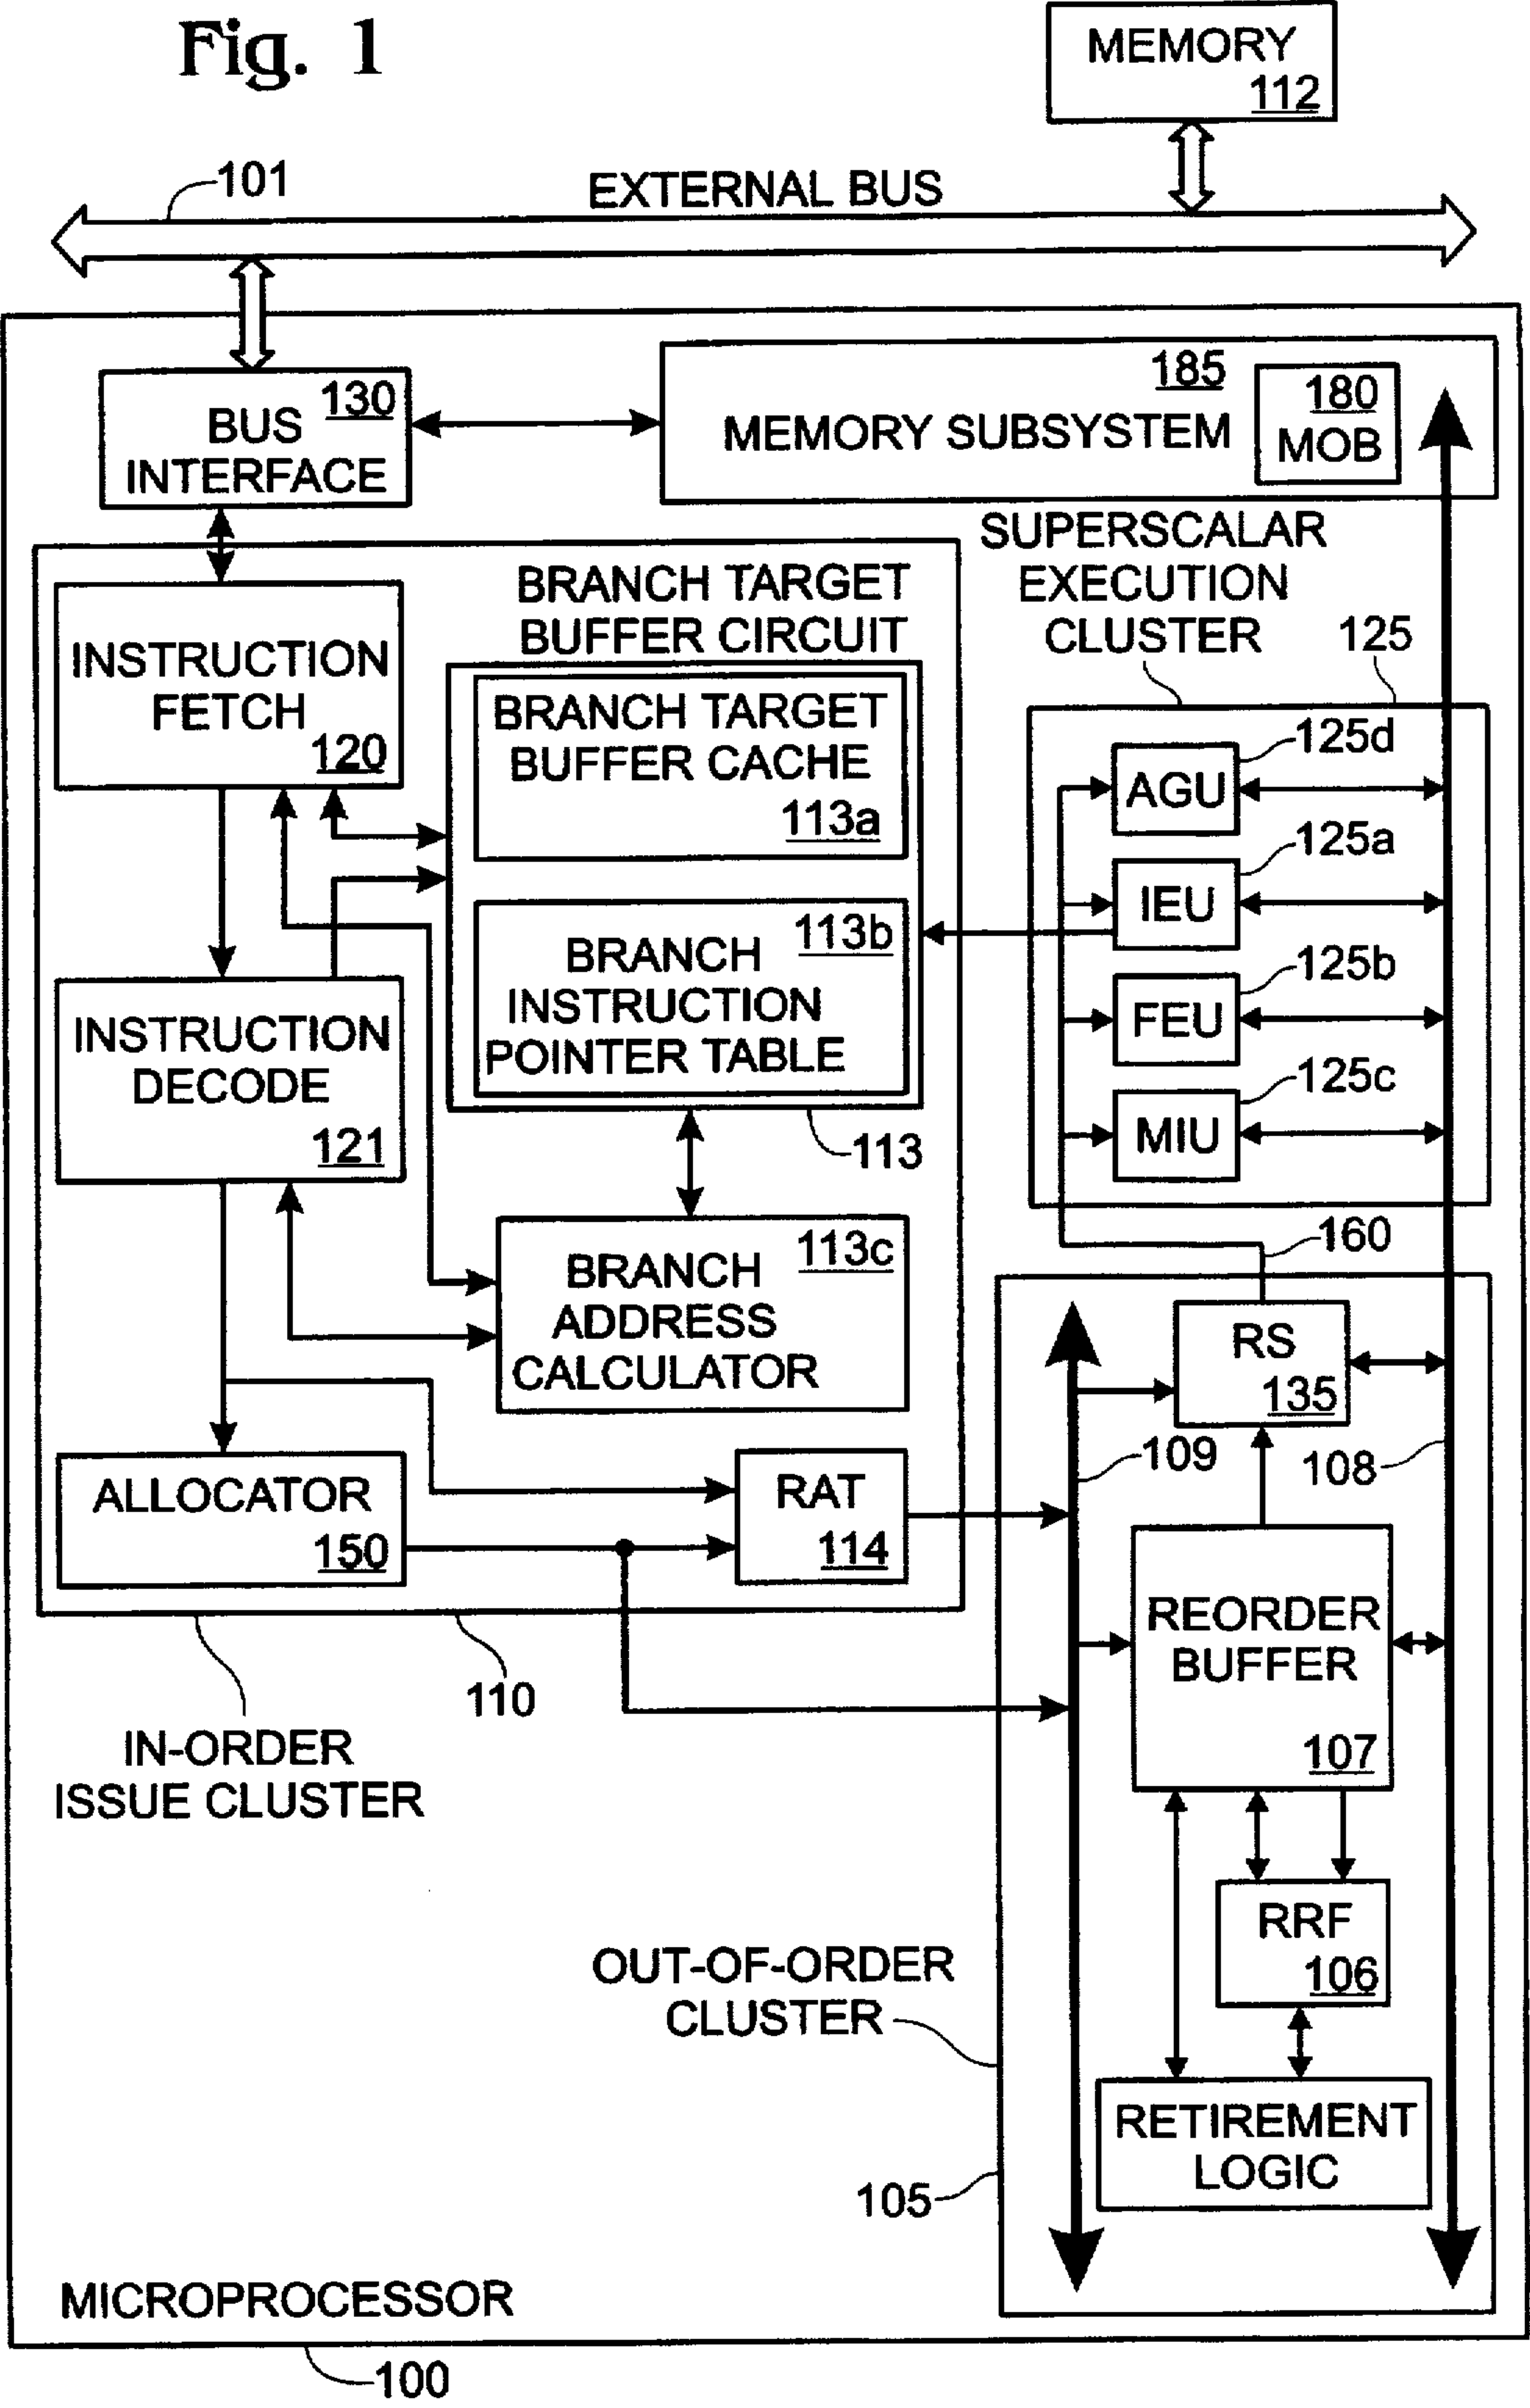 Fig. 1
MEMORY
112
101
EXTERNAL BUS
130
BUS
INTERFACE
185
MEMORY SUBSYSTEM
180
MOB
SUPERSCALAR
EXECUTION
CLUSTER
125
BRANCH TARGET
BUFFER CIRCUIT
INSTRUCTION
FETCH
120
BRANCH TARGET
BUFFER CACHE
113a
AGU
125d
IEU
125a
FEU
125b
MIU
125c
113b
BRANCH
INSTRUCTION
POINTER TABLE
113
INSTRUCTION
DECODE
121
113c
BRANCH
ADDRESS
CALCULATOR
160
RS
135
109
108
ALLOCATOR
150
RAT
114
REORDER
BUFFER
107
110
IN-ORDER
ISSUE CLUSTER
RRF
106
OUT-OF-ORDER
CLUSTER
RETIREMENT
LOGIC
105
MICROPROCESSOR
100